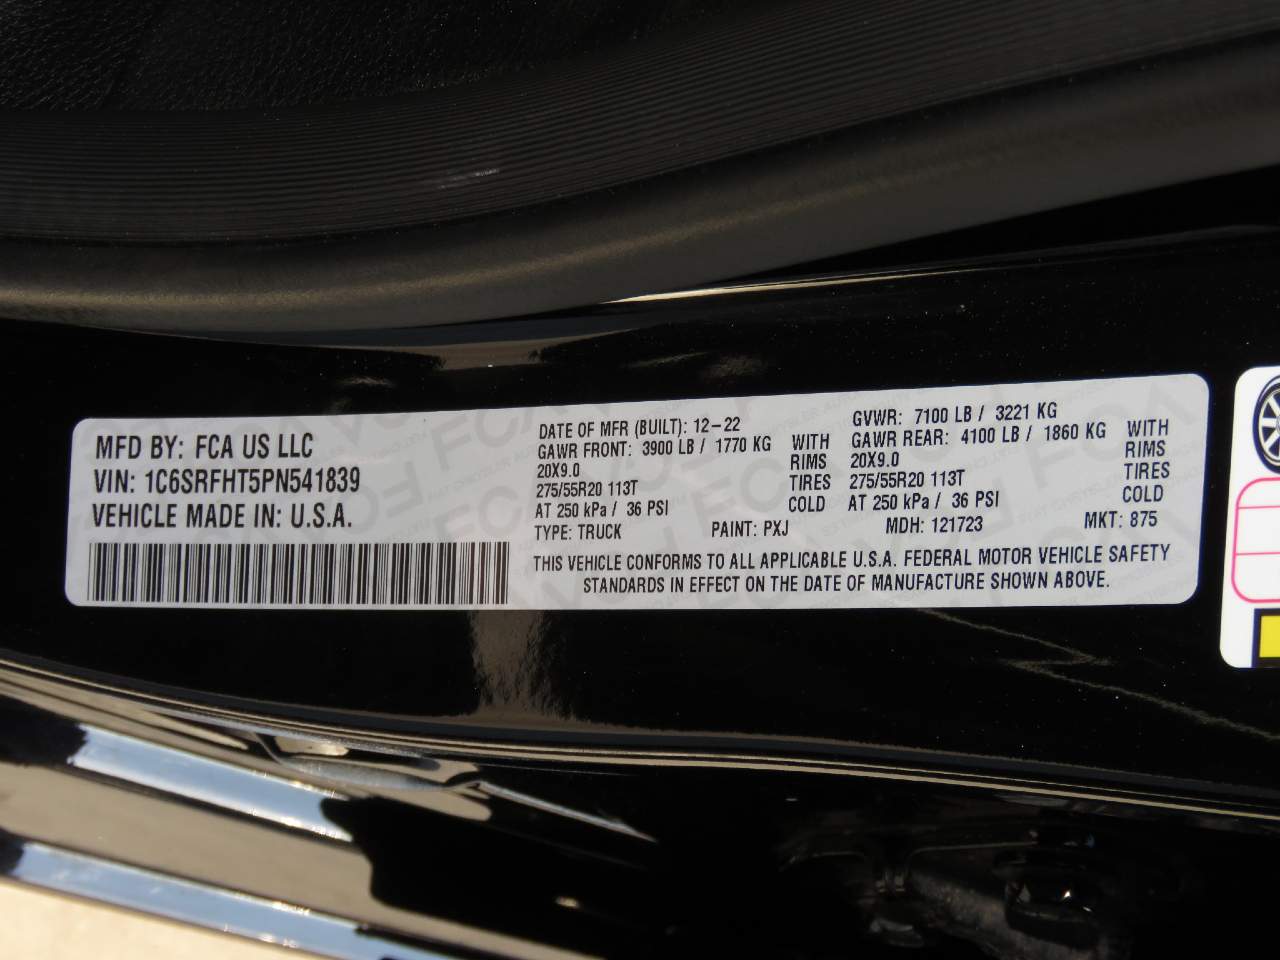 MFD BY: FCA US LLC
VIN: 1C6SRFHT5PN541839
VEHICLE MADE IN: U.S.A.
DATE OF MFR (BUILT): 12-22
GAWR FRONT: 3900 LB / 1770 KG WITH
20X9.0 RIMS
275/55R20 113T TIRES
AT 250 kPa / 36 PSI COLD
GVWR: 7100 LB / 3221 KG
GAWR REAR: 4100 LB / 1860 KG WITH
20X9.0 RIMS
275/55R20 113T TIRES
AT 250 kPa / 36 PSI COLD
TYPE: TRUCK PAINT: PXJ MDH: 121723 MKT: 875
THIS VEHICLE CONFORMS TO ALL APPLICABLE U.S.A. FEDERAL MOTOR VEHICLE SAFETY
STANDARDS IN EFFECT ON THE DATE OF MANUFACTURE SHOWN ABOVE.